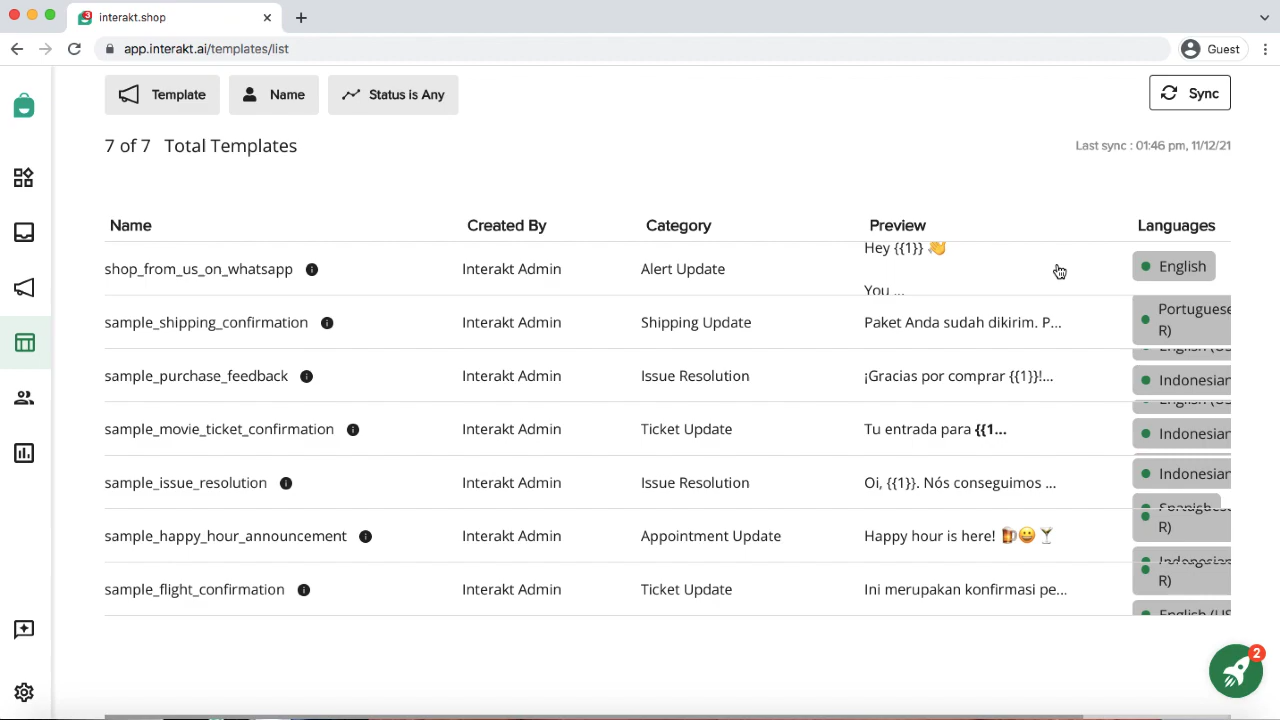 3
interakt.shop
app.interakt.ai/templates/list
Guest
Template
Name
Status is Any
Sync
7 of 7 Total Templates
Last sync : 01:46 pm, 11/12/21
Name Created By Category Preview Languages
Hey {{1}} 👋
shop_from_us_on_whatsapp Interakt Admin Alert Update English
You ...
sample_shipping_confirmation Interakt Admin Shipping Update Paket Anda sudah dikirim. P... Portuguese
R)
sample_purchase_feedback Interakt Admin Issue Resolution ¡Gracias por comprar {{1}}!... Indonesian
sample_movie_ticket_confirmation Interakt Admin Ticket Update Tu entrada para {{1... Indonesian
sample_issue_resolution Interakt Admin Issue Resolution Oi, {{1}}. Nós conseguimos ... Indonesian
sample_happy_hour_announcement Interakt Admin Appointment Update Happy hour is here! 🍺😀🍸 R)
sample_flight_confirmation Interakt Admin Ticket Update Ini merupakan konfirmasi pe... R)
2